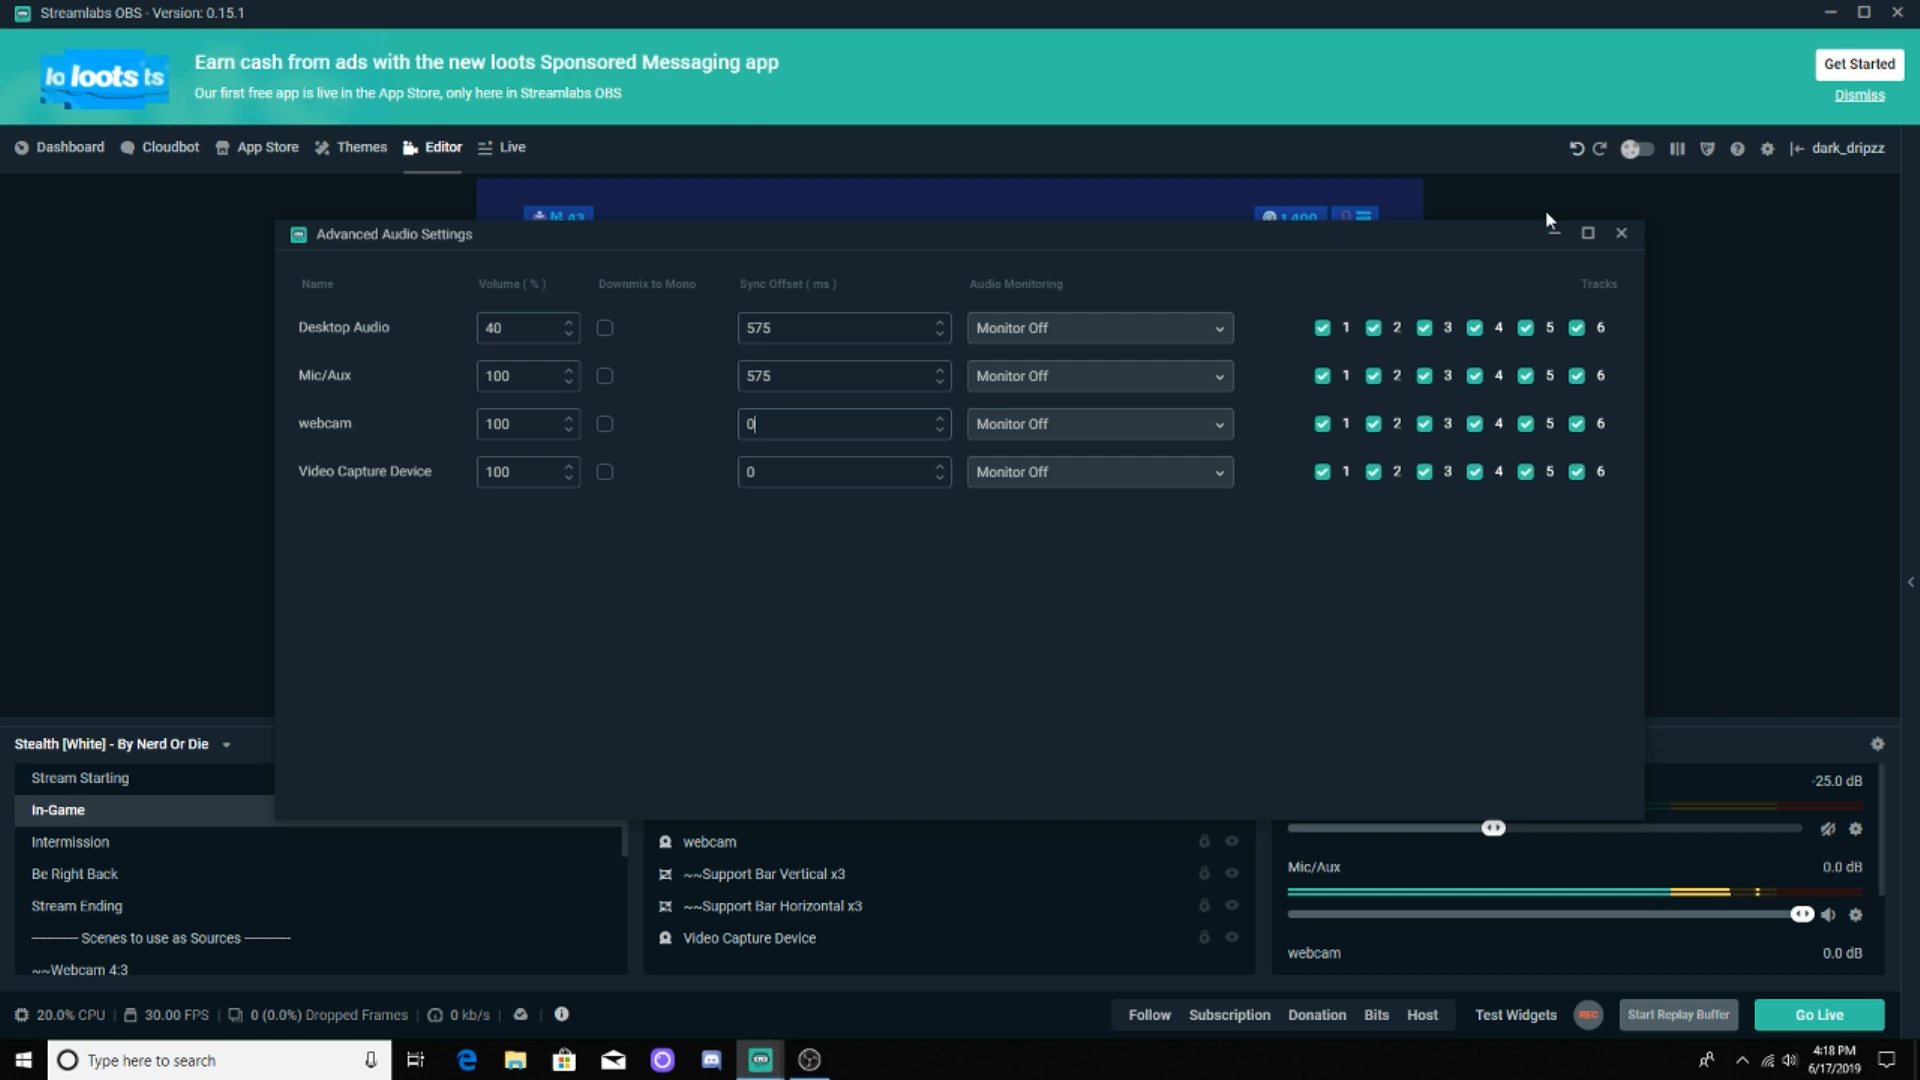 Streamlabs OBS - Version: 0.15.1
lo loots ts
Earn cash from ads with the new loots Sponsored Messaging app
Our first free app is live in the App Store, only here in Streamlabs OBS
Get Started
Dismiss
Dashboard Cloudbot App Store Themes Editor Live
dark_dripzz
43
1,400
Advanced Audio Settings
Name Volume ( % ) Downmix to Mono Sync Offset ( ms ) Audio Monitoring Tracks
Desktop Audio 40 575 Monitor Off 1 2 3 4 5 6
Mic/Aux 100 575 Monitor Off 1 2 3 4 5 6
webcam 100 0 Monitor Off 1 2 3 4 5 6
Video Capture Device 100 0 Monitor Off 1 2 3 4 5 6
Stealth [White] - By Nerd Or Die
Stream Starting
In-Game
Intermission
Be Right Back
Stream Ending
---------- Scenes to use as Sources ----------
~~Webcam 4:3
webcam
~~Support Bar Vertical x3
~~Support Bar Horizontal x3
Video Capture Device
-25.0 dB
Mic/Aux 0.0 dB
webcam 0.0 dB
20.0% CPU | 30.00 FPS | 0 (0.0%) Dropped Frames | 0 kb/s
Follow Subscription Donation Bits Host Test Widgets REC Start Replay Buffer Go Live
Type here to search
4:18 PM
6/17/2019